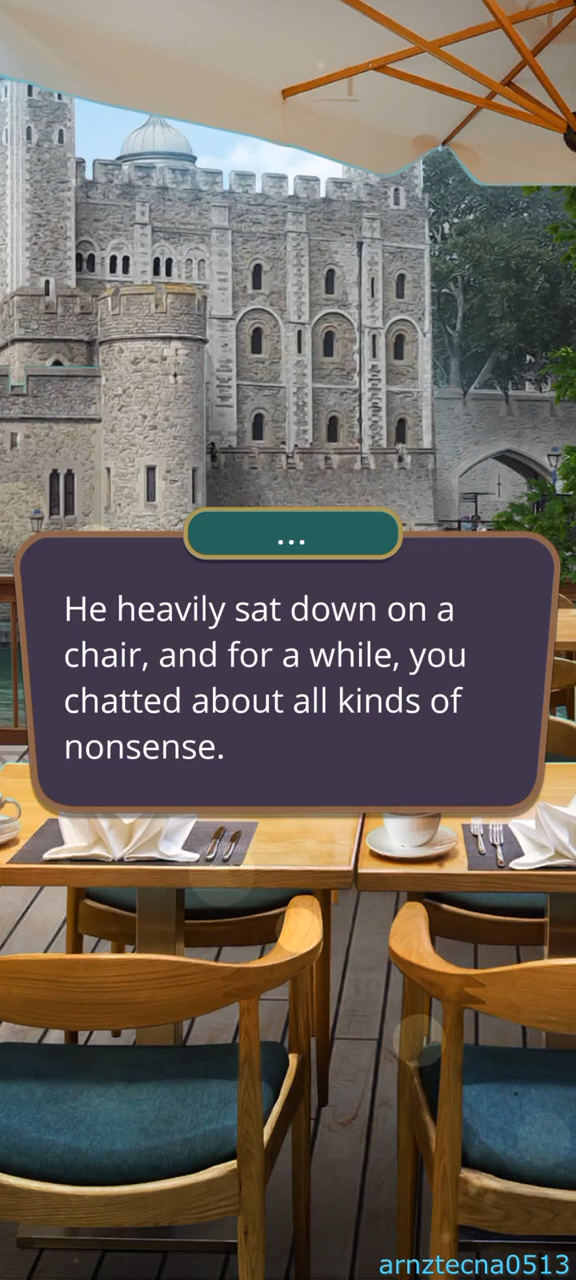 ...
He heavily sat down on a
chair, and for a while, you
chatted about all kinds of
nonsense.
arnztecna0513